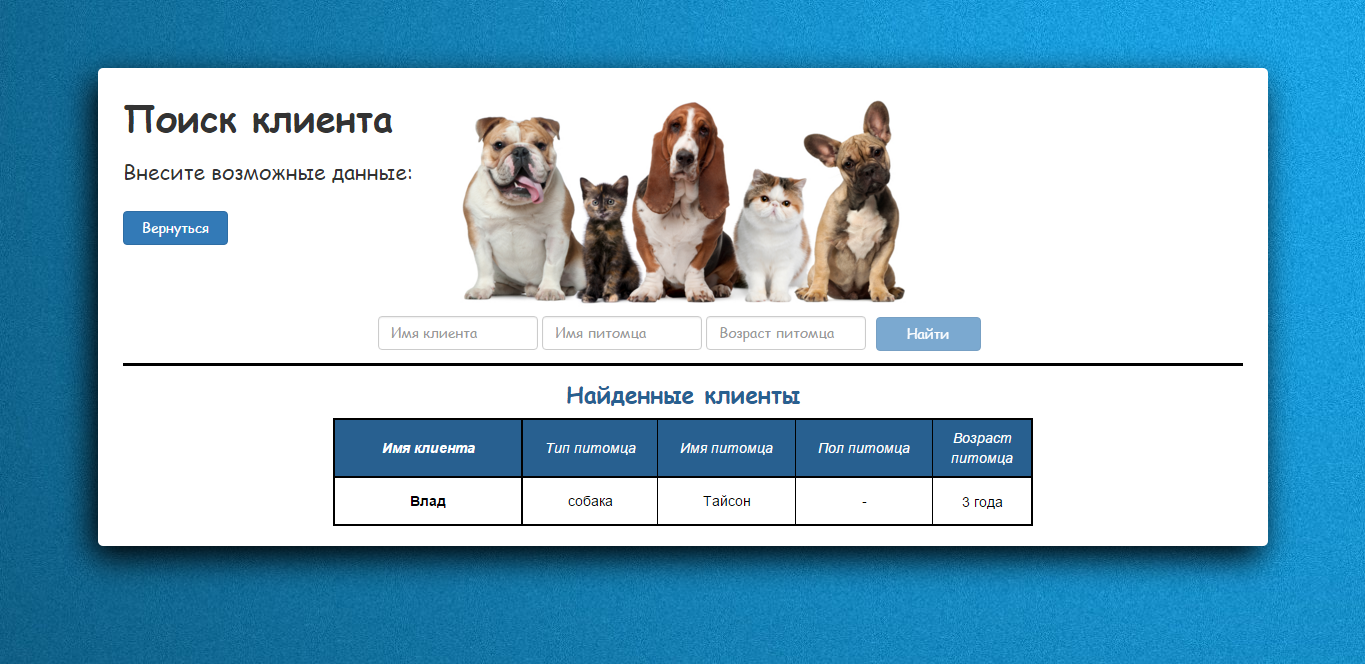 Поиск клиента
Внесите возможные данные:
Вернуться
Имя клиента Имя питомца Возраст питомца Найти
Найденные клиенты
Имя клиента Тип питомца Имя питомца Пол питомца Возраст питомца
Влад собака Тайсон - 3 года